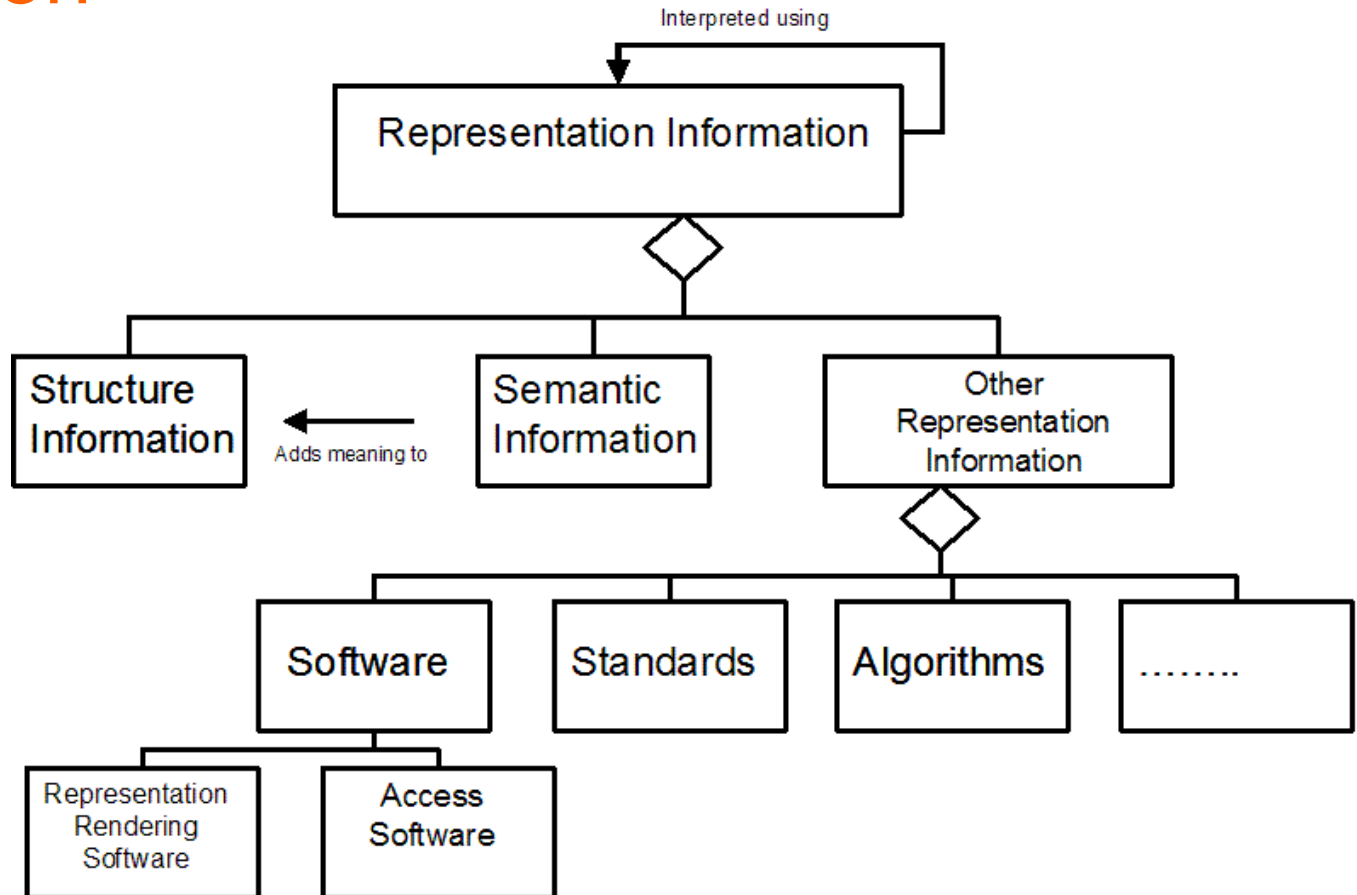 Interpreted using
Representation Information
Structure
Information
Adds meaning to
Semantic
Information
Other
Representation
Information
Software
Standards
Algorithms
……..
Representation
Rendering
Software
Access
Software